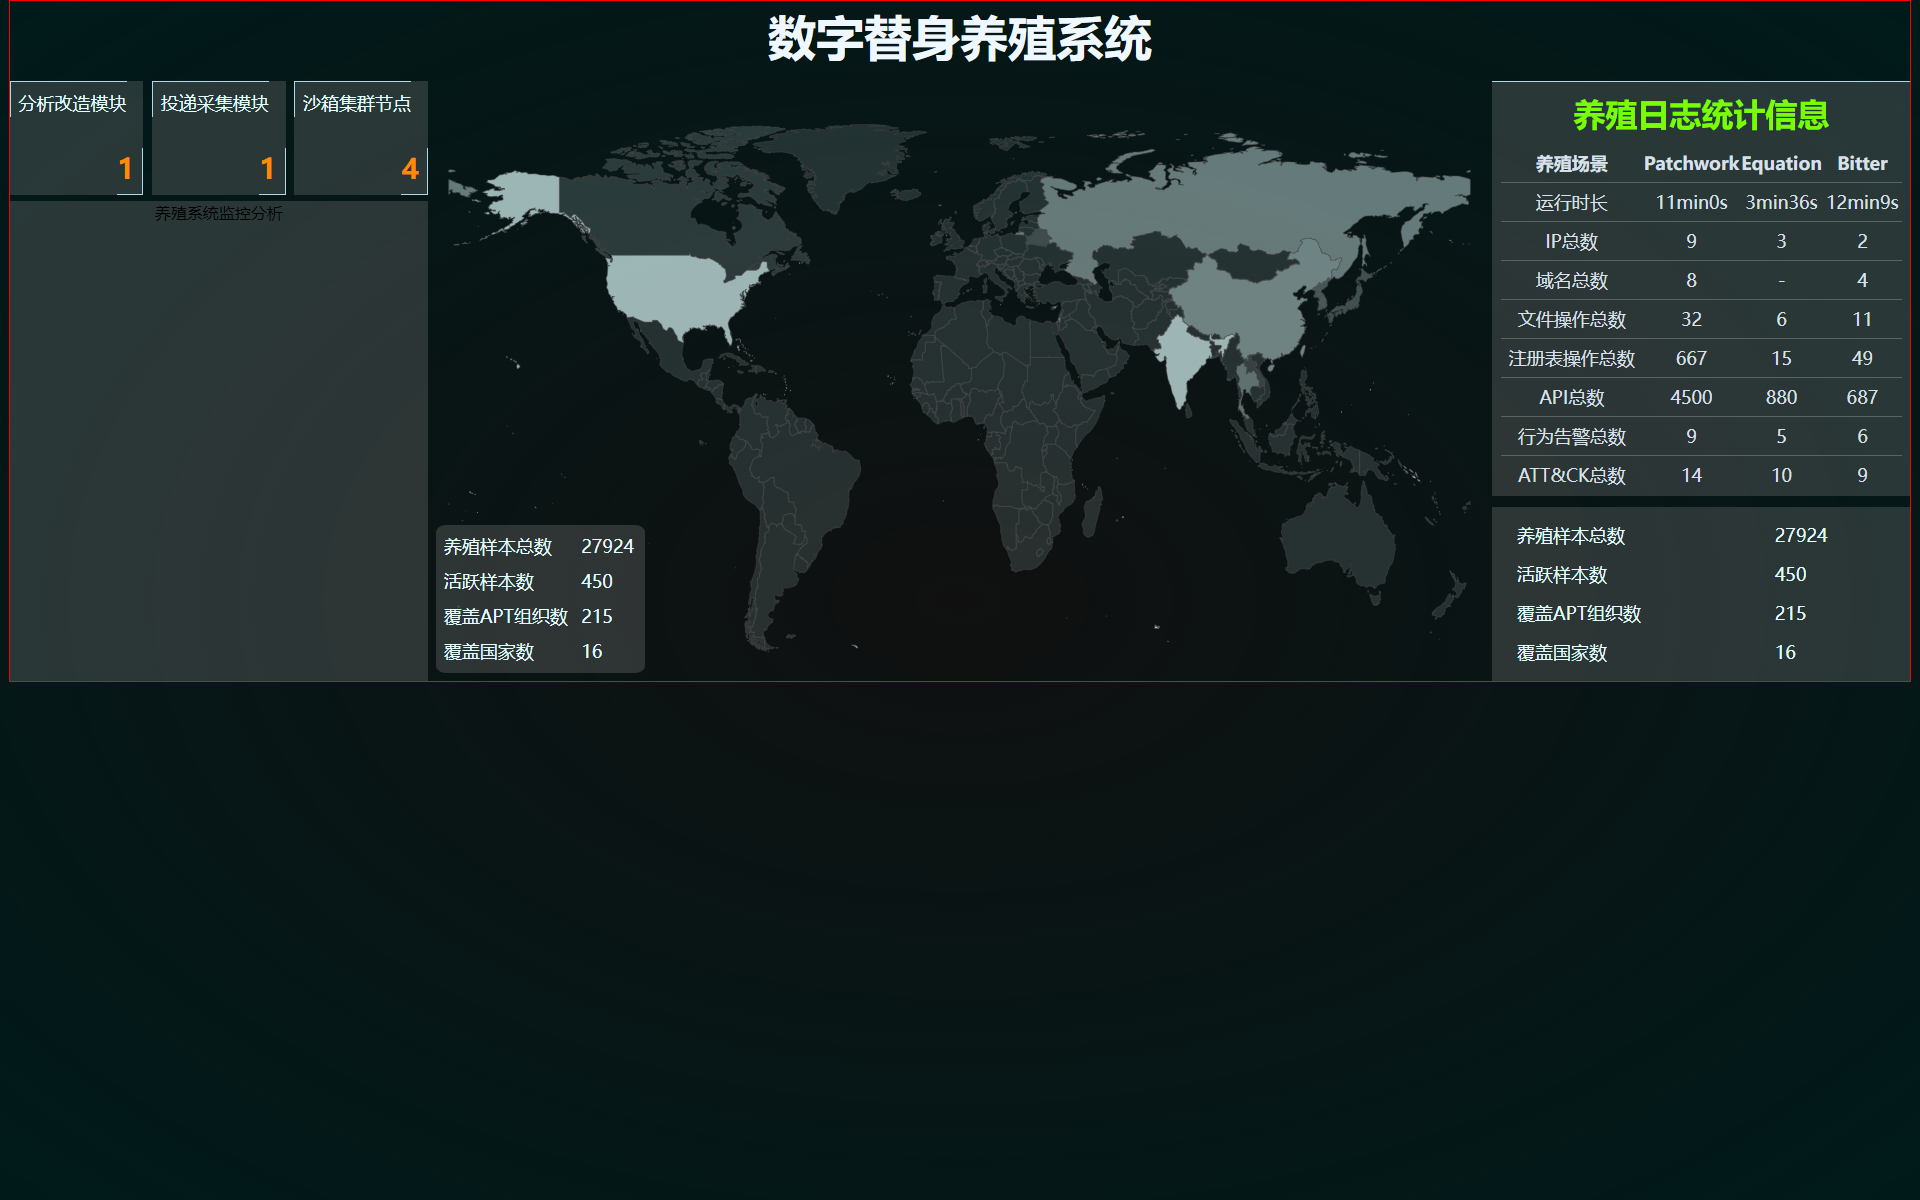 数字替身养殖系统
分析改造模块 投递采集模块 沙箱集群节点
1 1 4
养殖系统监控分析
养殖样本总数 27924
活跃样本数 450
覆盖APT组织数 215
覆盖国家数 16
养殖日志统计信息
养殖场景 Patchwork Equation Bitter
运行时长 11min0s 3min36s 12min9s
IP总数 9 3 2
域名总数 8 - 4
文件操作总数 32 6 11
注册表操作总数 667 15 49
API总数 4500 880 687
行为告警总数 9 5 6
ATT&CK总数 14 10 9
养殖样本总数 27924
活跃样本数 450
覆盖APT组织数 215
覆盖国家数 16